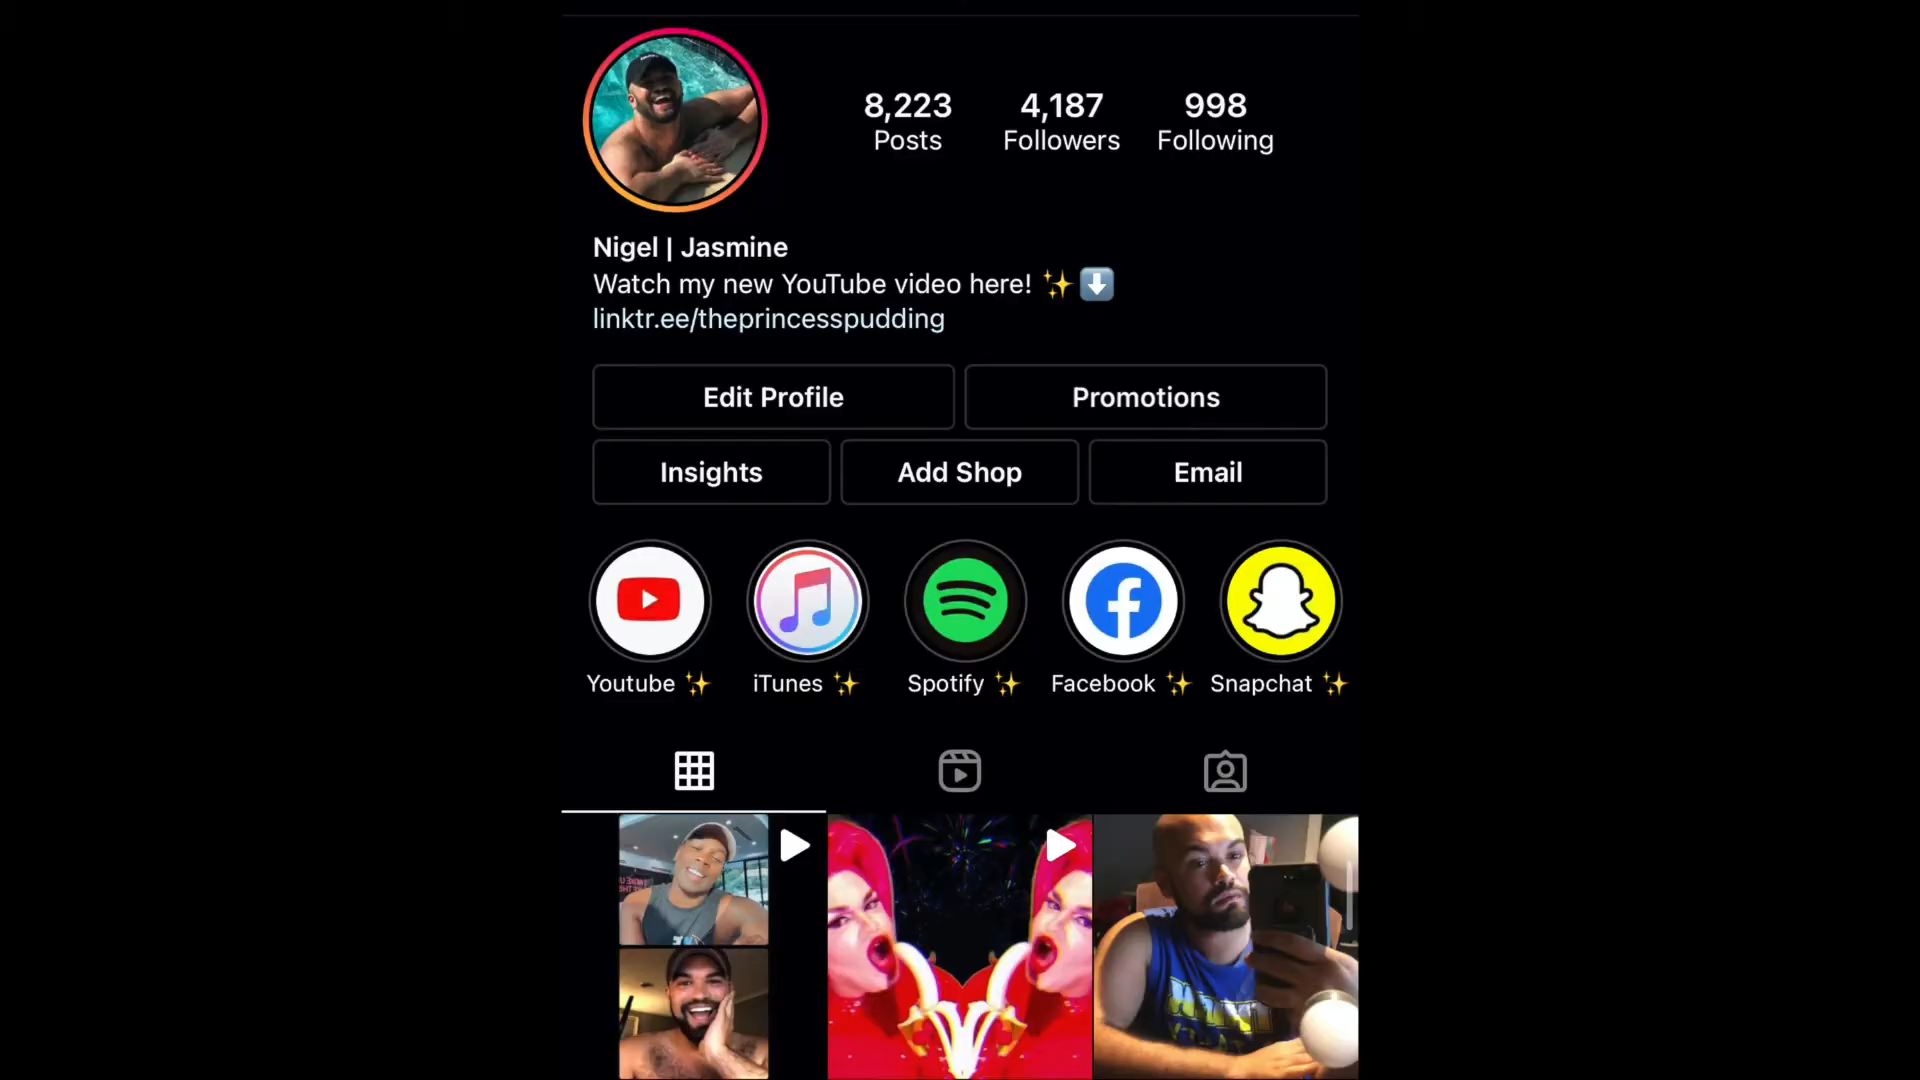 8,223 4,187 998
Posts Followers Following
Nigel | Jasmine
Watch my new YouTube video here! ✨⬇️
linktr.ee/theprincesspudding
Edit Profile Promotions
Insights Add Shop Email
Youtube ✨ iTunes ✨ Spotify ✨ Facebook ✨ Snapchat ✨